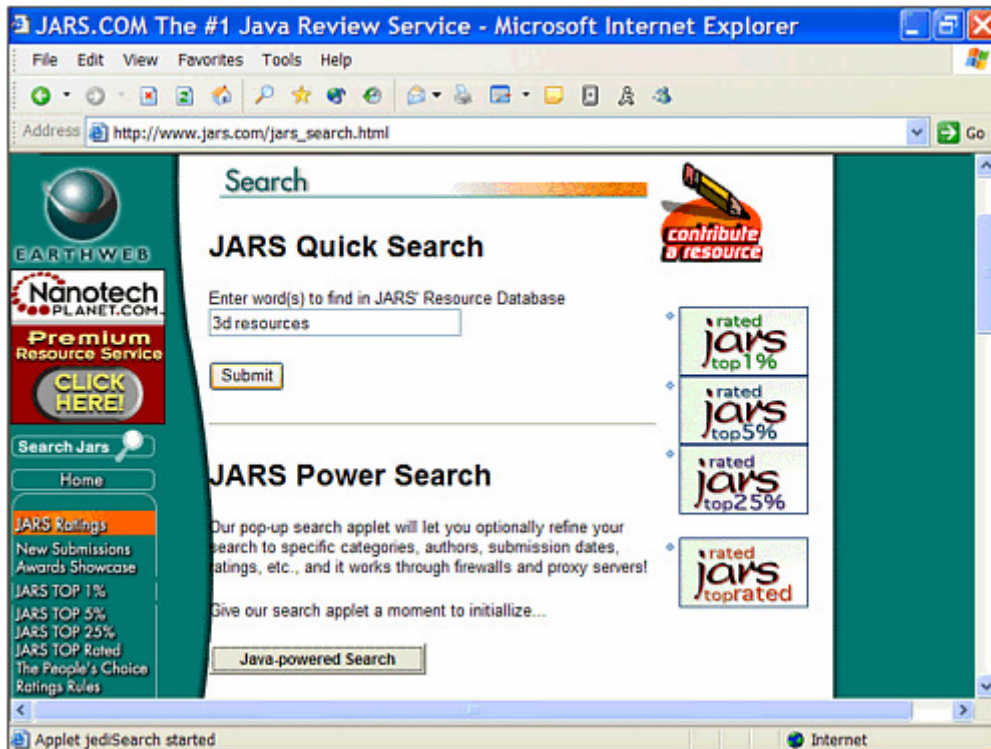 JARS.COM The #1 Java Review Service - Microsoft Internet Explorer
File Edit View Favorites Tools Help
Address http://www.jars.com/jars_search.html Go
EARTHWEB
Nanotech
PLANET.COM
Premium
Resource Service
CLICK
HERE!
Search Jars
Home
JARS Ratings
New Submissions
Awards Showcase
JARS TOP 1%
JARS TOP 5%
JARS TOP 25%
JARS TOP Rated
The People's Choice
Ratings Rules
Search
JARS Quick Search
Enter word(s) to find in JARS' Resource Database
3d resources
Submit
JARS Power Search
Our pop-up search applet will let you optionally refine your
search to specific categories, authors, submission dates,
ratings, etc., and it works through firewalls and proxy servers!
Give our search applet a moment to initiallize...
Java-powered Search
contribute
a resource
rated
jars
top1%
rated
jars
top5%
rated
jars
top25%
rated
jars
toprated
Applet jediSearch started
Internet